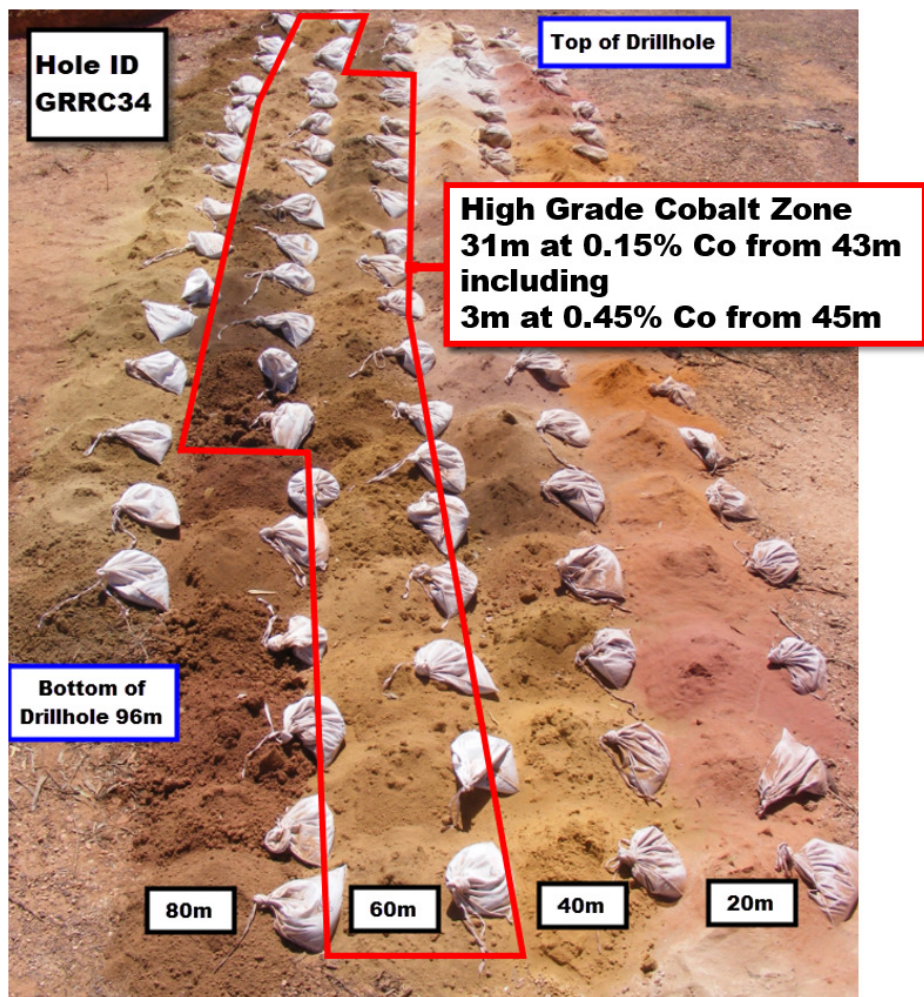 Hole ID
GRRC34
Top of Drillhole
High Grade Cobalt Zone
31m at 0.15% Co from 43m
including
3m at 0.45% Co from 45m
Bottom of
Drillhole 96m
80m
60m
40m
20m